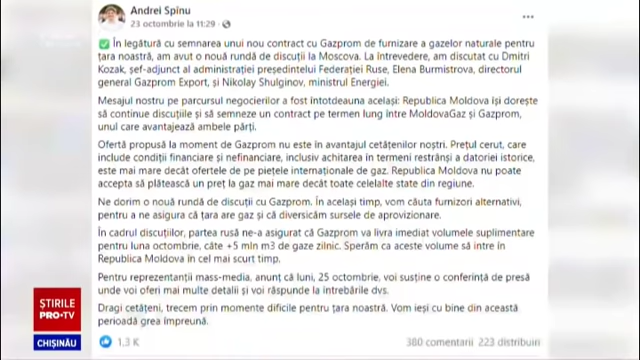 Andrei Spînu
23 octombrie la 11:29 ·
În legătură cu semnarea unui nou contract cu Gazprom de furnizare a gazelor naturale pentru
țara noastră, am avut o nouă rundă de discuții la Moscova. La întrevedere, am discutat cu Dmitri
Kozak, șef-adjunct al administrației președintelui Federației Ruse, Elena Burmistrova, directorul
general Gazprom Export, și Nikolay Shulginov, ministrul Energiei.
Mesajul nostru pe parcursul negocierilor a fost întotdeauna același: Republica Moldova își dorește
să continue discuțiile și să semneze un contract pe termen lung între MoldovaGaz și Gazprom,
unul care avantajează ambele părți.
Ofertă propusă la moment de Gazprom nu este în avantajul cetățenilor noștri. Prețul cerut, care
include condiții financiare și nefinanciare, inclusiv achitarea în termeni restrânși a datoriei istorice,
este mai mare decât ofertele de pe piețele internaționale de gaz. Republica Moldova nu poate
accepta să plătească un preț la gaz mai mare decât toate celelalte state din regiune.
Ne dorim o nouă rundă de discuții cu Gazprom. În același timp, vom căuta furnizori alternativi,
pentru a ne asigura că țara are gaz și că diversificăm sursele de aprovizionare.
În cadrul discuțiilor, partea rusă ne-a asigurat că Gazprom va livra imediat volumele suplimentare
pentru luna octombrie, câte +5 mln m3 de gaze zilnic. Sperăm ca aceste volume să intre în
Republica Moldova în cel mai scurt timp.
Pentru reprezentanții mass-media, anunț că luni, 25 octombrie, voi susține o conferință de presă
unde voi oferi mai multe detalii și voi răspunde la întrebările dvs.
Dragi cetățeni, trecem prin momente dificile pentru țara noastră. Vom ieși cu bine din această
perioadă grea împreună.
1,3 K
380 comentarii 223 distribuiri
ȘTIRILE
PRO•TV
CHIȘINĂU